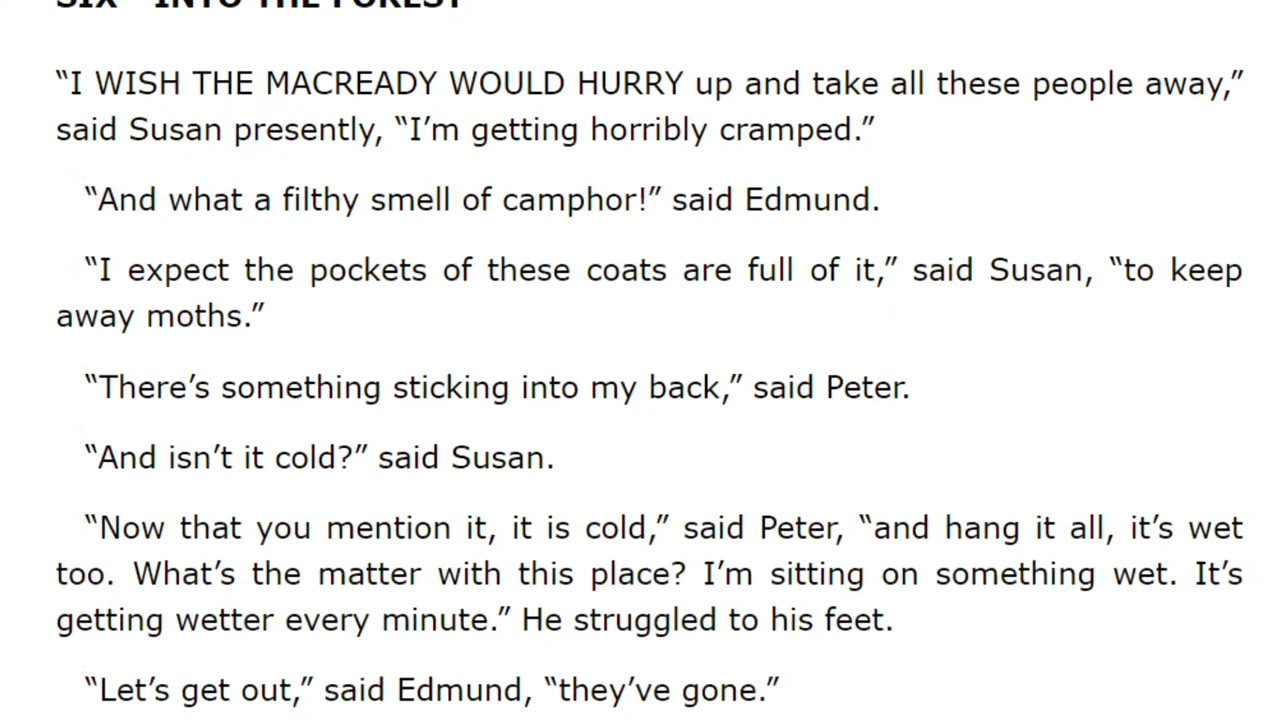 SIX INTO THE FOREST
“I WISH THE MACREADY WOULD HURRY up and take all these people away,”
said Susan presently, “I’m getting horribly cramped.”
“And what a filthy smell of camphor!” said Edmund.
“I expect the pockets of these coats are full of it,” said Susan, “to keep
away moths.”
“There’s something sticking into my back,” said Peter.
“And isn’t it cold?” said Susan.
“Now that you mention it, it is cold,” said Peter, “and hang it all, it’s wet
too. What’s the matter with this place? I’m sitting on something wet. It’s
getting wetter every minute.” He struggled to his feet.
“Let’s get out,” said Edmund, “they’ve gone.”